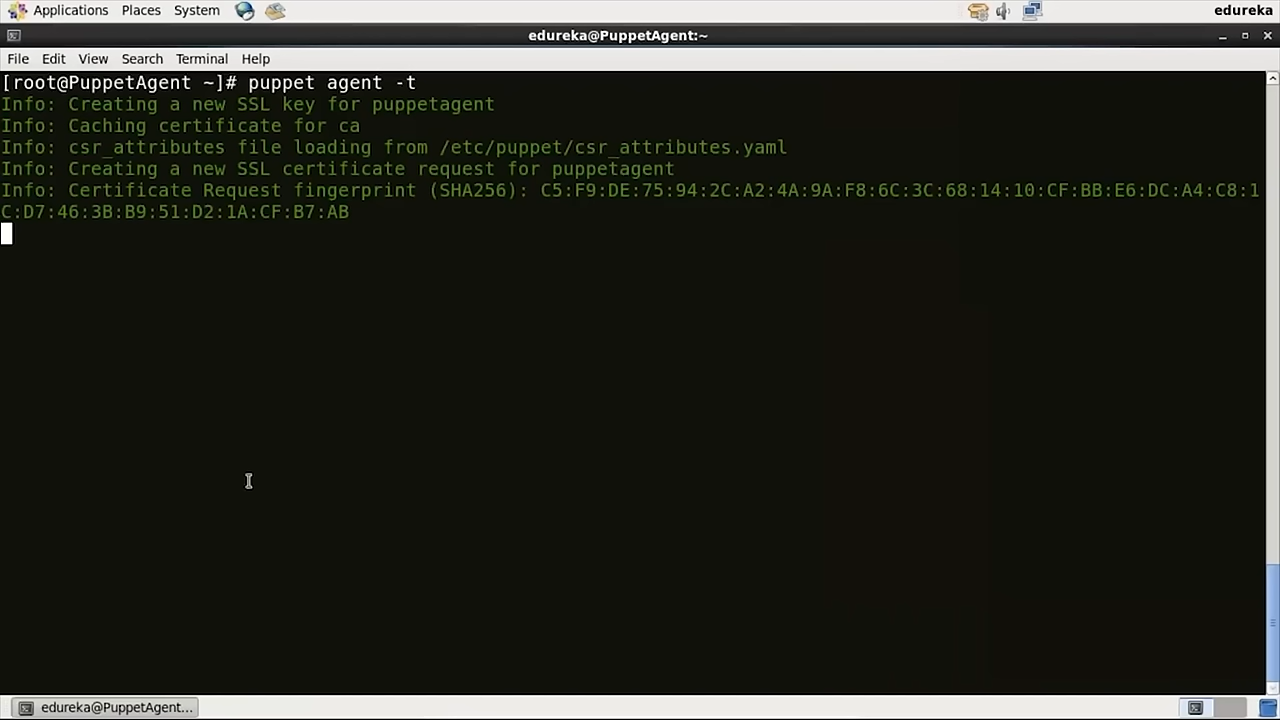 Applications Places System edureka
edureka@PuppetAgent:~
File Edit View Search Terminal Help
[root@PuppetAgent ~]# puppet agent -t
Info: Creating a new SSL key for puppetagent
Info: Caching certificate for ca
Info: csr_attributes file loading from /etc/puppet/csr_attributes.yaml
Info: Creating a new SSL certificate request for puppetagent
Info: Certificate Request fingerprint (SHA256): C5:F9:DE:75:94:2C:A2:4A:9A:F8:6C:3C:68:14:10:CF:BB:E6:DC:A4:C8:1
C:D7:46:3B:B9:51:D2:1A:CF:B7:AB
edureka@PuppetAgent...